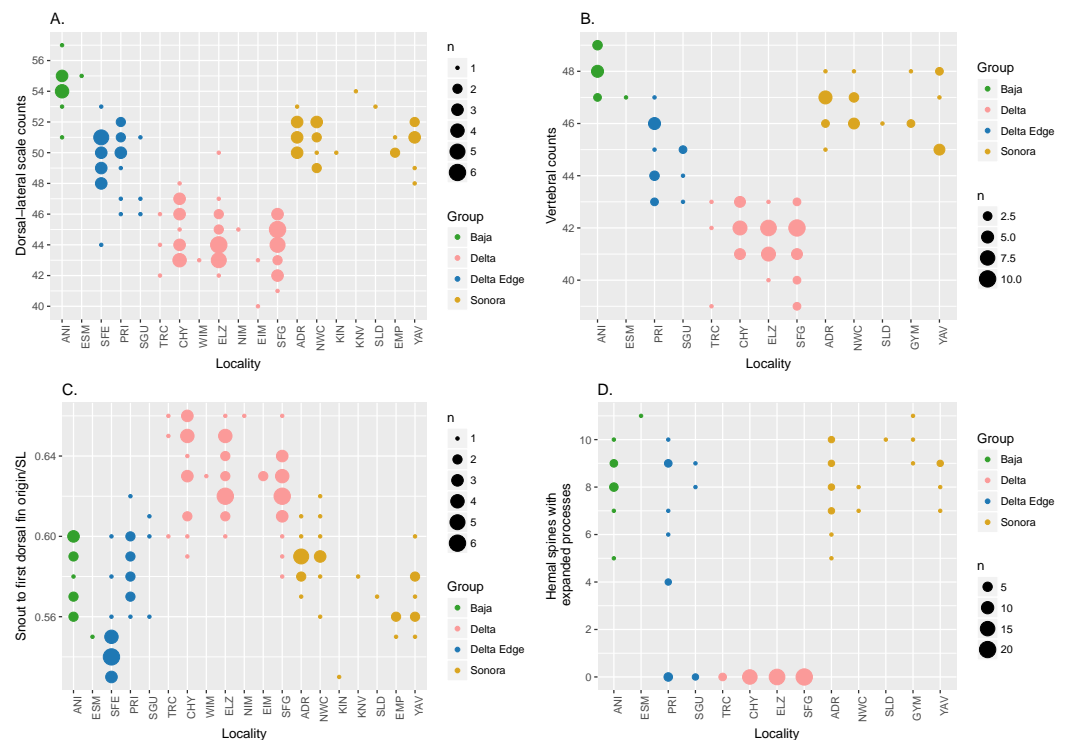 A.
Dorsal-lateral scale counts
56
54
52
50
48
46
44
42
40
ANI ESM SFE PRI SGU TRC CHY WIM ELZ NIM EIM SFG ADR NWC KIN KNV SLD EMP YAV
Locality
n
1
2
3
4
5
6
Group
Baja
Delta
Delta Edge
Sonora
B.
Vertebral counts
48
46
44
42
40
ANI ESM PRI SGU TRC CHY ELZ SFG ADR NWC SLD GYM YAV
Locality
Group
Baja
Delta
Delta Edge
Sonora
n
2.5
5.0
7.5
10.0
C.
Snout to first dorsal fin origin/SL
0.64
0.60
0.56
ANI ESM SFE PRI SGU TRC CHY WIM ELZ NIM EIM SFG ADR NWC KIN KNV SLD EMP YAV
Locality
n
1
2
3
4
5
6
Group
Baja
Delta
Delta Edge
Sonora
D.
Hemal spines with
expanded processes
10
8
6
4
2
0
ANI ESM PRI SGU TRC CHY ELZ SFG ADR NWC SLD GYM YAV
Locality
Group
Baja
Delta
Delta Edge
Sonora
n
5
10
15
20